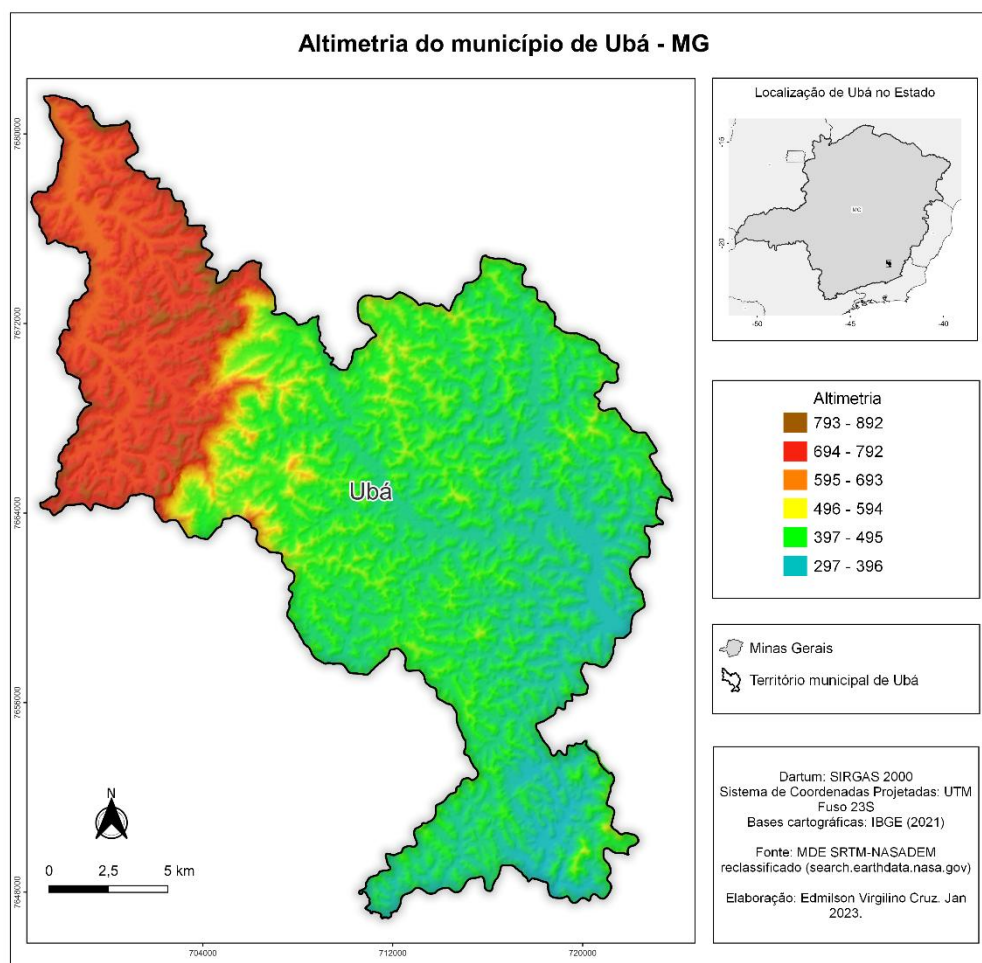 Altimetria do município de Ubá - MG
7680000
7672000
7664000
7656000
7648000
704000
712000
720000
Ubá
N
0 2,5 5 km
Localização de Ubá no Estado
-15
-20
-50
-45
-40
MG
Altimetria
793 - 892
694 - 792
595 - 693
496 - 594
397 - 495
297 - 396
Minas Gerais
Território municipal de Ubá
Dartum: SIRGAS 2000
Sistema de Coordenadas Projetadas: UTM
Fuso 23S
Bases cartográficas: IBGE (2021)
Fonte: MDE SRTM-NASADEM
reclassificado (search.earthdata.nasa.gov)
Elaboração: Edmilson Virgilino Cruz. Jan
2023.